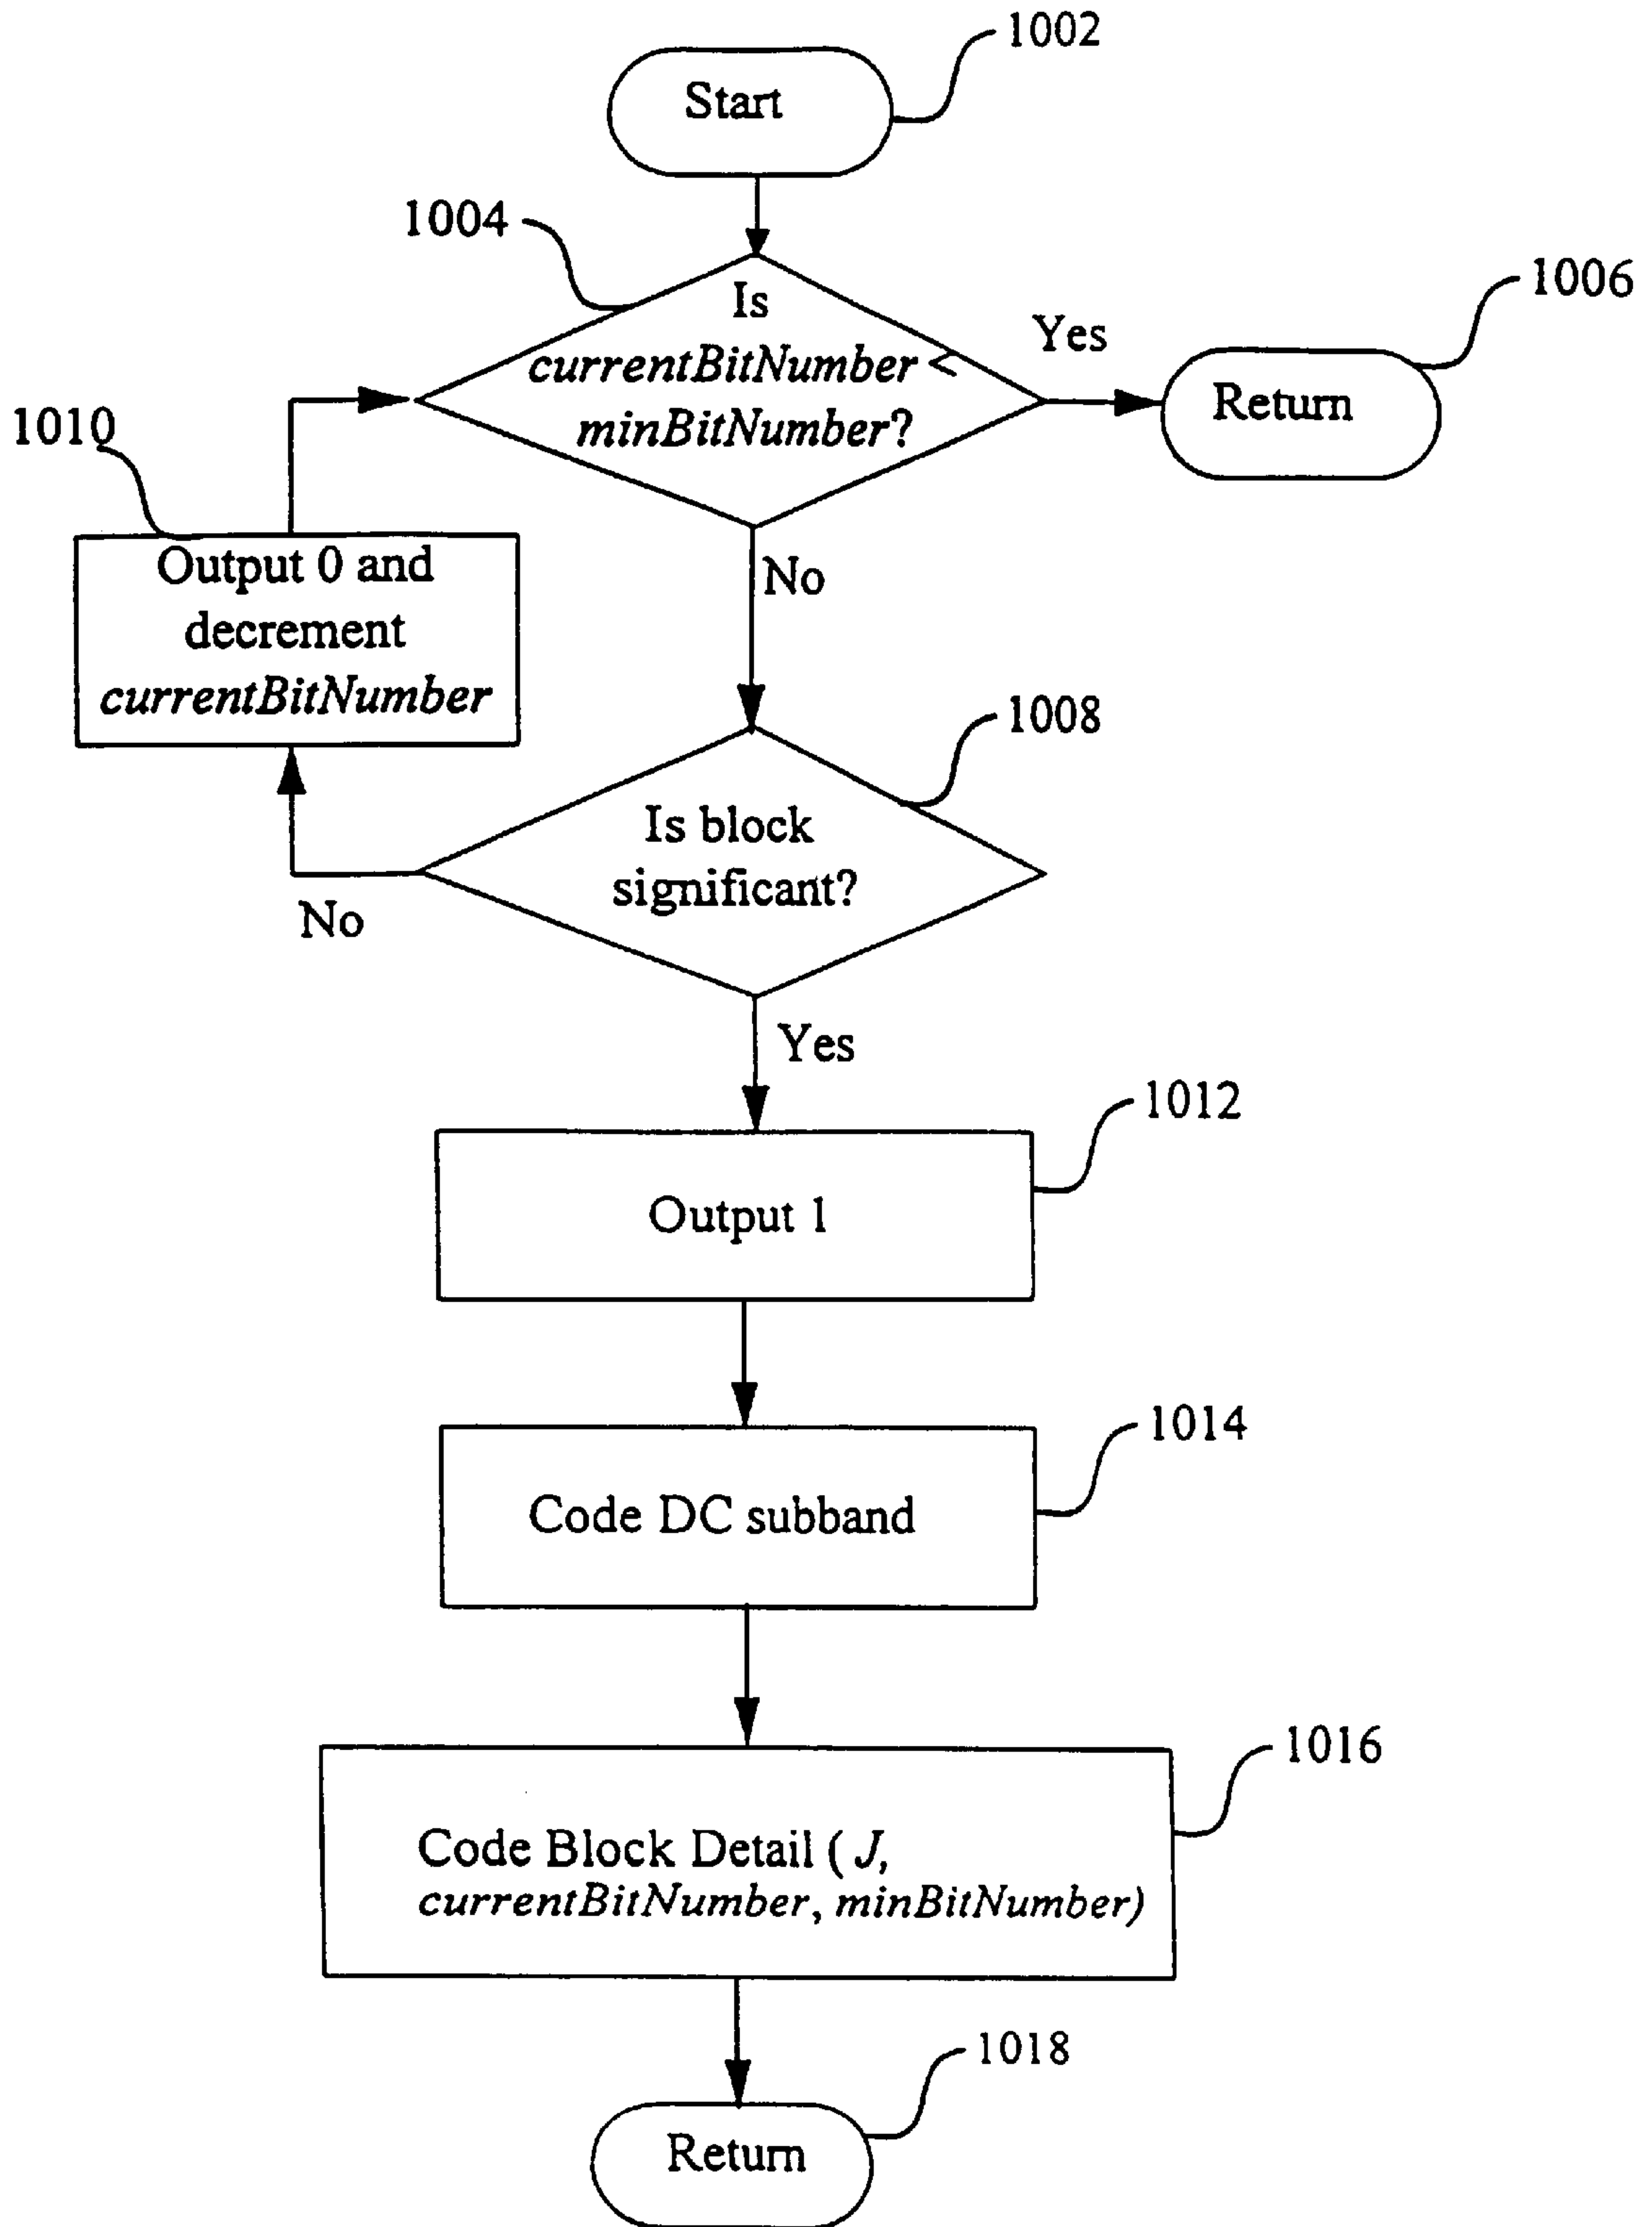 1002
Start
1004
Is
currentBitNumber <
minBitNumber?
Yes
1006
Return
1010
Output 0 and
decrement
currentBitNumber
No
1008
Is block
significant?
No
Yes
1012
Output 1
1014
Code DC subband
1016
Code Block Detail ( J,
currentBitNumber, minBitNumber)
1018
Return